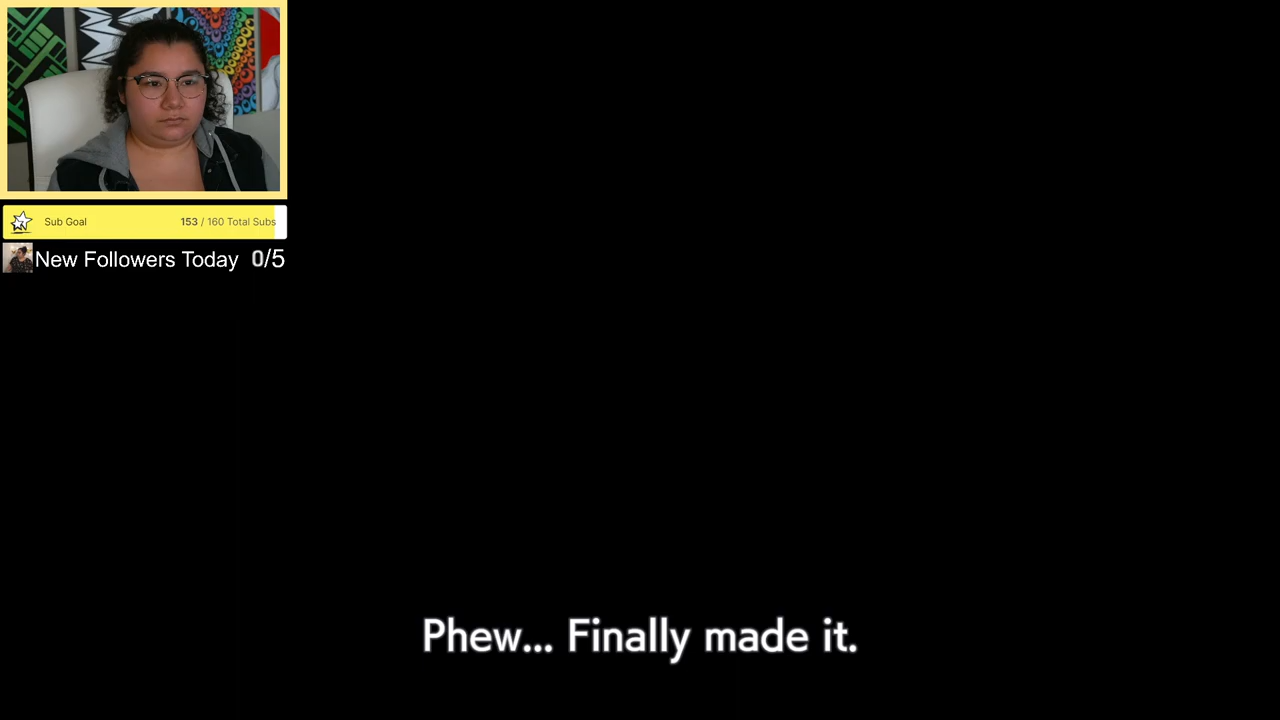 Sub Goal 153 / 160 Total Subs
New Followers Today 0/5
Phew... Finally made it.